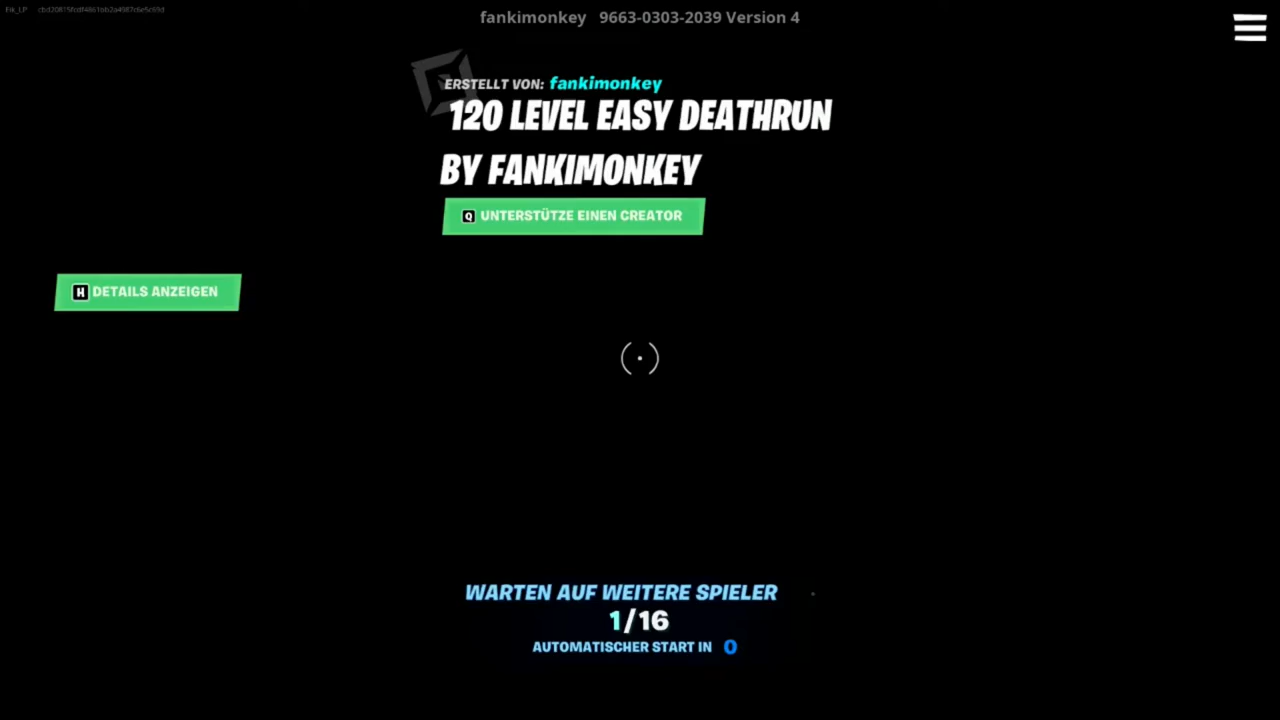 Erk_LP
fankimonkey 9663-0303-2039 Version 4
ERSTELLT VON: fankimonkey
120 LEVEL EASY DEATHRUN
BY FANKIMONKEY
Q UNTERSTÜTZE EINEN CREATOR
H DETAILS ANZEIGEN
WARTEN AUF WEITERE SPIELER
1/16
AUTOMATISCHER START IN 0